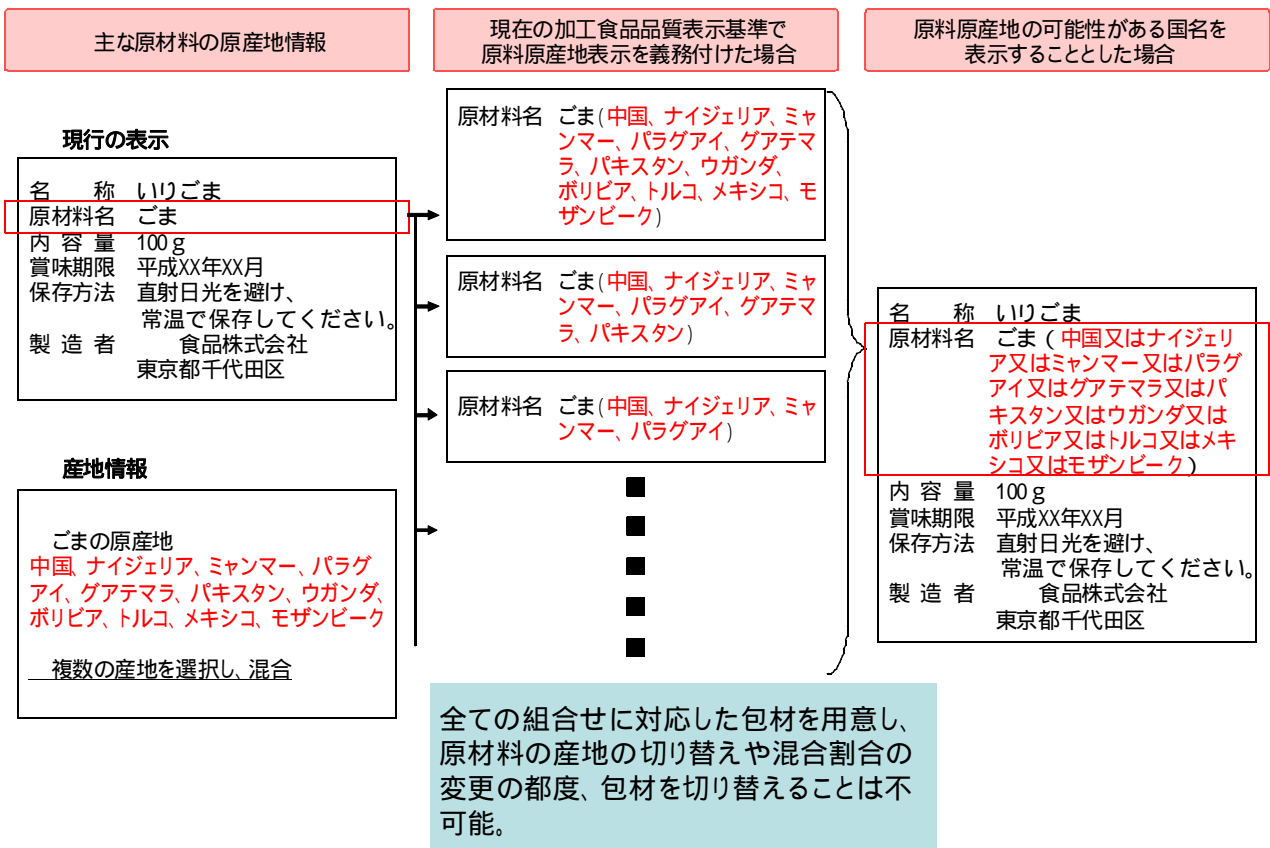 主な原材料の原産地情報
現在の加工食品品質表示基準で
原料原産地表示を義務付けた場合
原料原産地の可能性がある国名を
表示することとした場合
現行の表示
名　　称　いりごま
原材料名　ごま
内 容 量　100ｇ
賞味期限　平成XX年XX月
保存方法　直射日光を避け、
常温で保存してください。
製 造 者　　　食品株式会社
東京都千代田区
産地情報
ごまの原産地
中国、ナイジェリア、ミャンマー、パラグ
アイ、グアテマラ、パキスタン、ウガンダ、
ボリビア、トルコ、メキシコ、モザンビーク
複数の産地を選択し、混合
原材料名　ごま（中国、ナイジェリア、ミャ
ンマー、パラグアイ、グアテマ
ラ、パキスタン、ウガンダ、
ボリビア、トルコ、メキシコ、モ
ザンビーク）
原材料名　ごま（中国、ナイジェリア、ミャ
ンマー、パラグアイ、グアテマ
ラ、パキスタン）
原材料名　ごま（中国、ナイジェリア、ミャ
ンマー、パラグアイ）
全ての組合せに対応した包材を用意し、
原材料の産地の切り替えや混合割合の
変更の都度、包材を切り替えることは不
可能。
名　　称　いりごま
原材料名　ごま（中国又はナイジェリ
ア又はミャンマー又はパラグ
アイ又はグアテマラ又はパ
キスタン又はウガンダ又は
ボリビア又はトルコ又はメキ
シコ又はモザンビーク）
内 容 量　100ｇ
賞味期限　平成XX年XX月
保存方法　直射日光を避け、
常温で保存してください。
製 造 者　　　食品株式会社
東京都千代田区